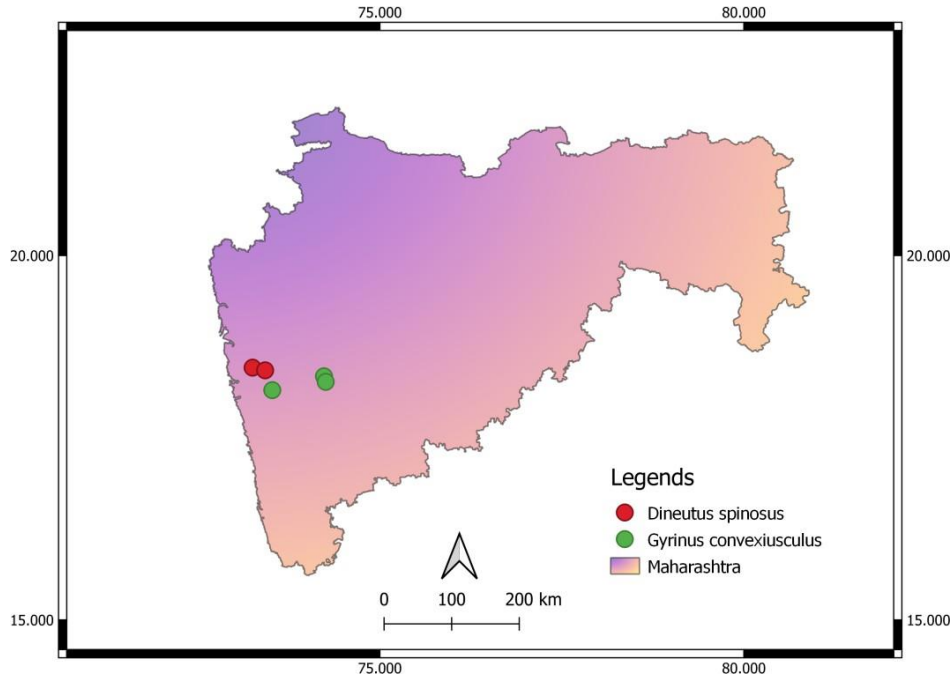 75.000 80.000
20.000 20.000
Legends
Dineutus spinosus
Gyrinus convexiusculus
Maharashtra
0 100 200 km
15.000 15.000
75.000 80.000